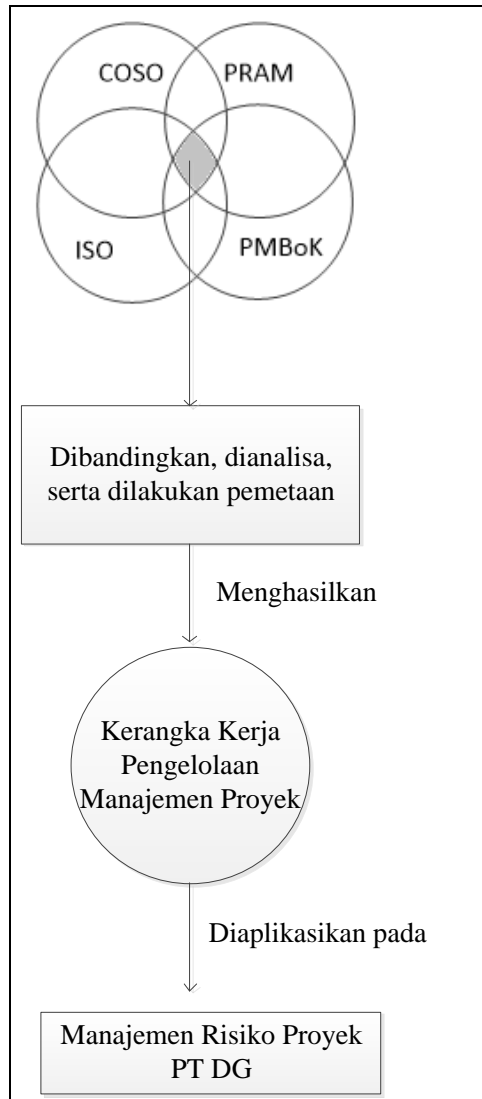 COSO PRAM
ISO PMBoK
Dibandingkan, dianalisa,
serta dilakukan pemetaan
Menghasilkan
Kerangka Kerja
Pengelolaan
Manajemen Proyek
Diaplikasikan pada
Manajemen Risiko Proyek
PT DG